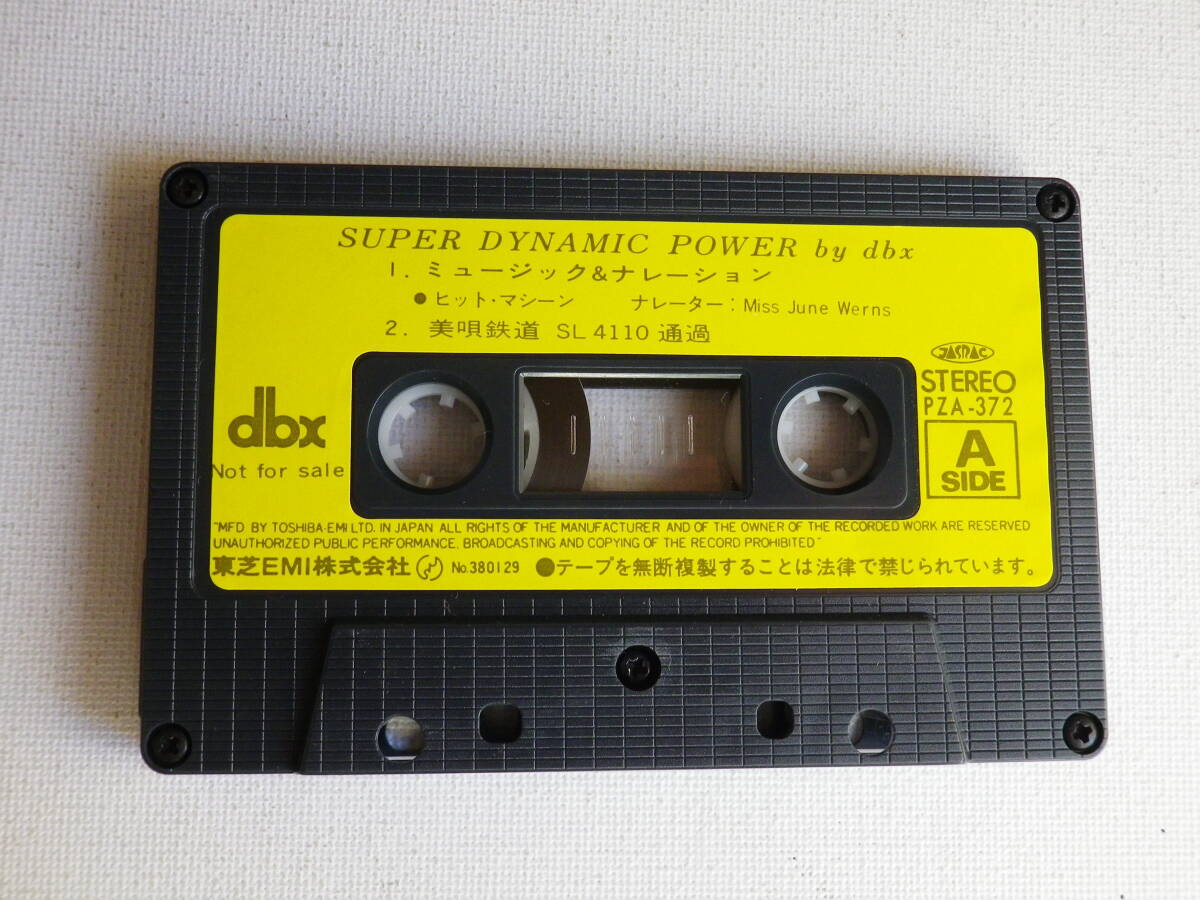 SUPER DYNAMIC POWER by dbx
1. ミュージック&ナレーション
●ヒット・マシーン ナレーター：Miss June Werns
2. 美唄鉄道 SL 4110 通過
JASRAC
STEREO
PZA-372
dbx
Not for sale
A
SIDE
"MFD BY TOSHIBA-EMI LTD. IN JAPAN ALL RIGHTS OF THE MANUFACTURER AND OF THE OWNER OF THE RECORDED WORK ARE RESERVED
UNAUTHORIZED PUBLIC PERFORMANCE, BROADCASTING AND COPYING OF THE RECORD PROHIBITED"
東芝EMI株式会社 No.380129 ●テープを無断複製することは法律で禁じられています。